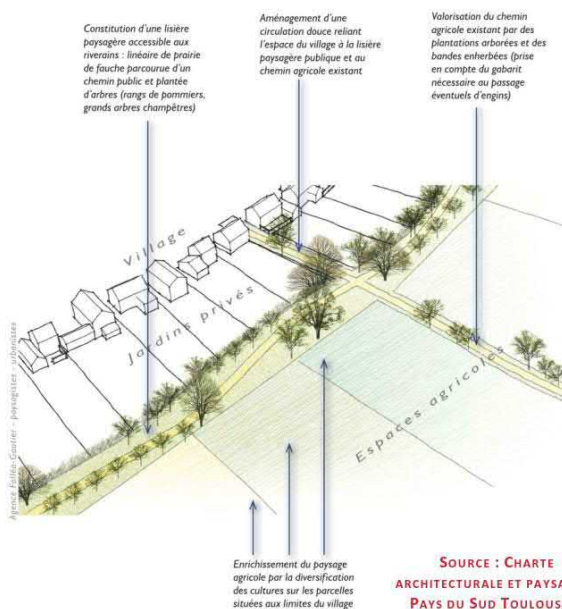 Constitution d'une lisière
paysagère accessible aux
riverains : linéaire de prairie
de fauche parcourue d'un
chemin public et plantée
d'arbres (rangs de pommiers,
grands arbres champêtres)
Aménagement d'une
circulation douce reliant
l'espace du village à la lisière
paysagère publique et au
chemin agricole existant
Valorisation du chemin
agricole existant par des
plantations arborées et des
bandes enherbées (prise
en compte du gabarit
nécessaire au passage
éventuels d'engins)
Village
Jardins privés
Espaces agricoles
Agence Folléa-Gautier - paysagistes - urbanistes
Enrichissement du paysage
agricole par la diversification
des cultures sur les parcelles
situées aux limites du village
SOURCE : CHARTE
ARCHITECTURALE ET PAYSA
PAYS DU SUD TOULOUS